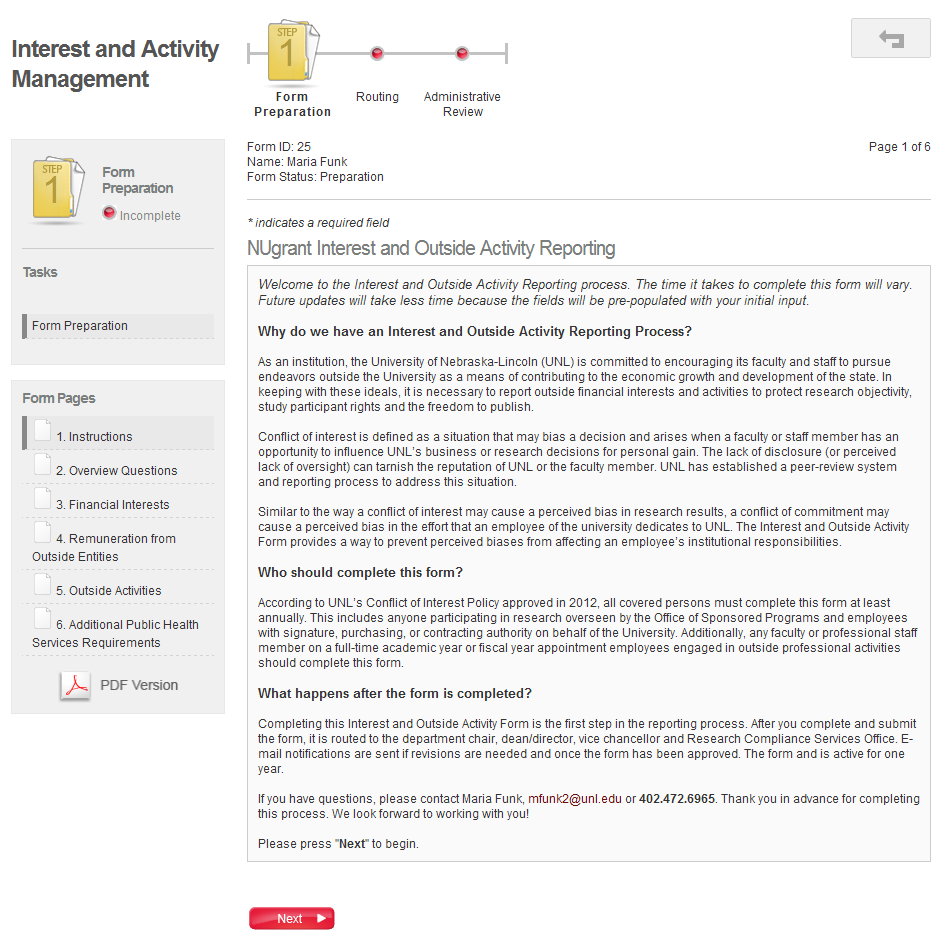 Interest and Activity
Management
STEP
1
Form
Preparation
Routing
Administrative
Review
STEP
1
Form
Preparation
Incomplete
Tasks
Form Preparation
Form Pages
1. Instructions
2. Overview Questions
3. Financial Interests
4. Remuneration from
Outside Entities
5. Outside Activities
6. Additional Public Health
Services Requirements
PDF Version
Form ID: 25
Page 1 of 6
Name: Maria Funk
Form Status: Preparation
* indicates a required field
NUgrant Interest and Outside Activity Reporting
Welcome to the Interest and Outside Activity Reporting process. The time it takes to complete this form will vary.
Future updates will take less time because the fields will be pre-populated with your initial input.
Why do we have an Interest and Outside Activity Reporting Process?
As an institution, the University of Nebraska-Lincoln (UNL) is committed to encouraging its faculty and staff to pursue
endeavors outside the University as a means of contributing to the economic growth and development of the state. In
keeping with these ideals, it is necessary to report outside financial interests and activities to protect research objectivity,
study participant rights and the freedom to publish.
Conflict of interest is defined as a situation that may bias a decision and arises when a faculty or staff member has an
opportunity to influence UNL's business or research decisions for personal gain. The lack of disclosure (or perceived
lack of oversight) can tarnish the reputation of UNL or the faculty member. UNL has established a peer-review system
and reporting process to address this situation.
Similar to the way a conflict of interest may cause a perceived bias in research results, a conflict of commitment may
cause a perceived bias in the effort that an employee of the university dedicates to UNL. The Interest and Outside Activity
Form provides a way to prevent perceived biases from affecting an employee's institutional responsibilities.
Who should complete this form?
According to UNL's Conflict of Interest Policy approved in 2012, all covered persons must complete this form at least
annually. This includes anyone participating in research overseen by the Office of Sponsored Programs and employees
with signature, purchasing, or contracting authority on behalf of the University. Additionally, any faculty or professional staff
member on a full-time academic year or fiscal year appointment employees engaged in outside professional activities
should complete this form.
What happens after the form is completed?
Completing this Interest and Outside Activity Form is the first step in the reporting process. After you complete and submit
the form, it is routed to the department chair, dean/director, vice chancellor and Research Compliance Services Office. E-
mail notifications are sent if revisions are needed and once the form has been approved. The form and is active for one
year.
If you have questions, please contact Maria Funk, mfunk2@unl.edu or 402.472.6965. Thank you in advance for completing
this process. We look forward to working with you!
Please press "Next" to begin.
Next